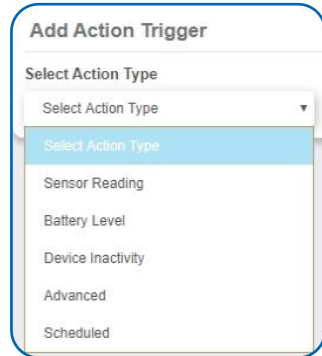 Add Action Trigger
Select Action Type
Select Action Type
Select Action Type
Sensor Reading
Battery Level
Device Inactivity
Advanced
Scheduled